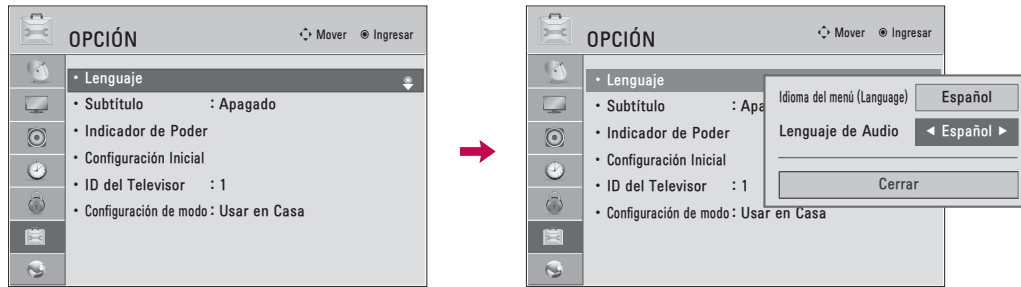 OPCIÓN Mover Ingresar
• Lenguaje
• Subtítulo : Apagado
• Indicador de Poder
• Configuración Inicial
• ID del Televisor : 1
• Configuración de modo : Usar en Casa
OPCIÓN Mover Ingresar
• Lenguaje
• Subtítulo : Apa
• Indicador de Poder
• Configuración Inicial
• ID del Televisor : 1
• Configuración de modo : Usar en Casa
Idioma del menú (Language) Español
Lenguaje de Audio ◄ Español ►
Cerrar